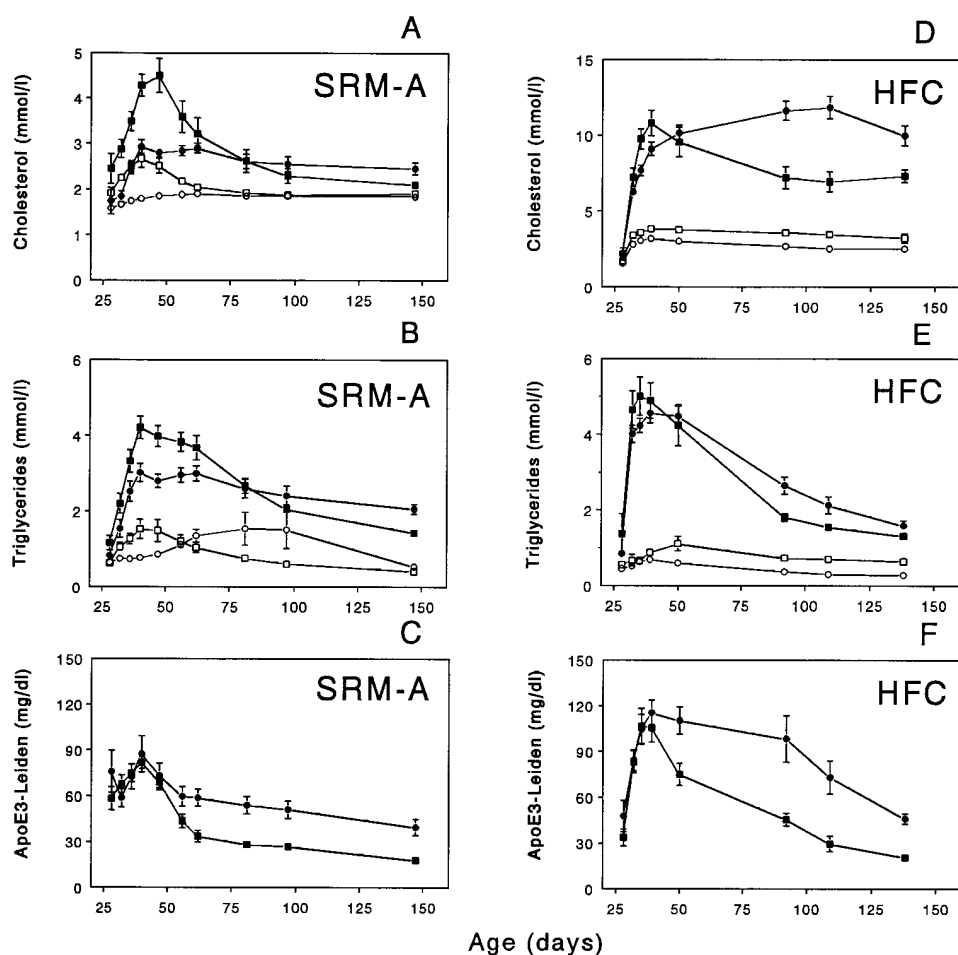 A
SRM-A
Cholesterol (mmol/l)
5
4
3
2
1
0
25 50 75 100 125 150
D
HFC
Cholesterol (mmol/l)
15
10
5
0
25 50 75 100 125 150
B
SRM-A
Triglycerides (mmol/l)
6
4
2
0
25 50 75 100 125 150
E
HFC
Triglycerides (mmol/l)
6
4
2
0
25 50 75 100 125 150
C
SRM-A
ApoE3-Leiden (mg/dl)
150
120
90
60
30
0
25 50 75 100 125 150
F
HFC
ApoE3-Leiden (mg/dl)
150
120
90
60
30
0
25 50 75 100 125 150
Age (days)